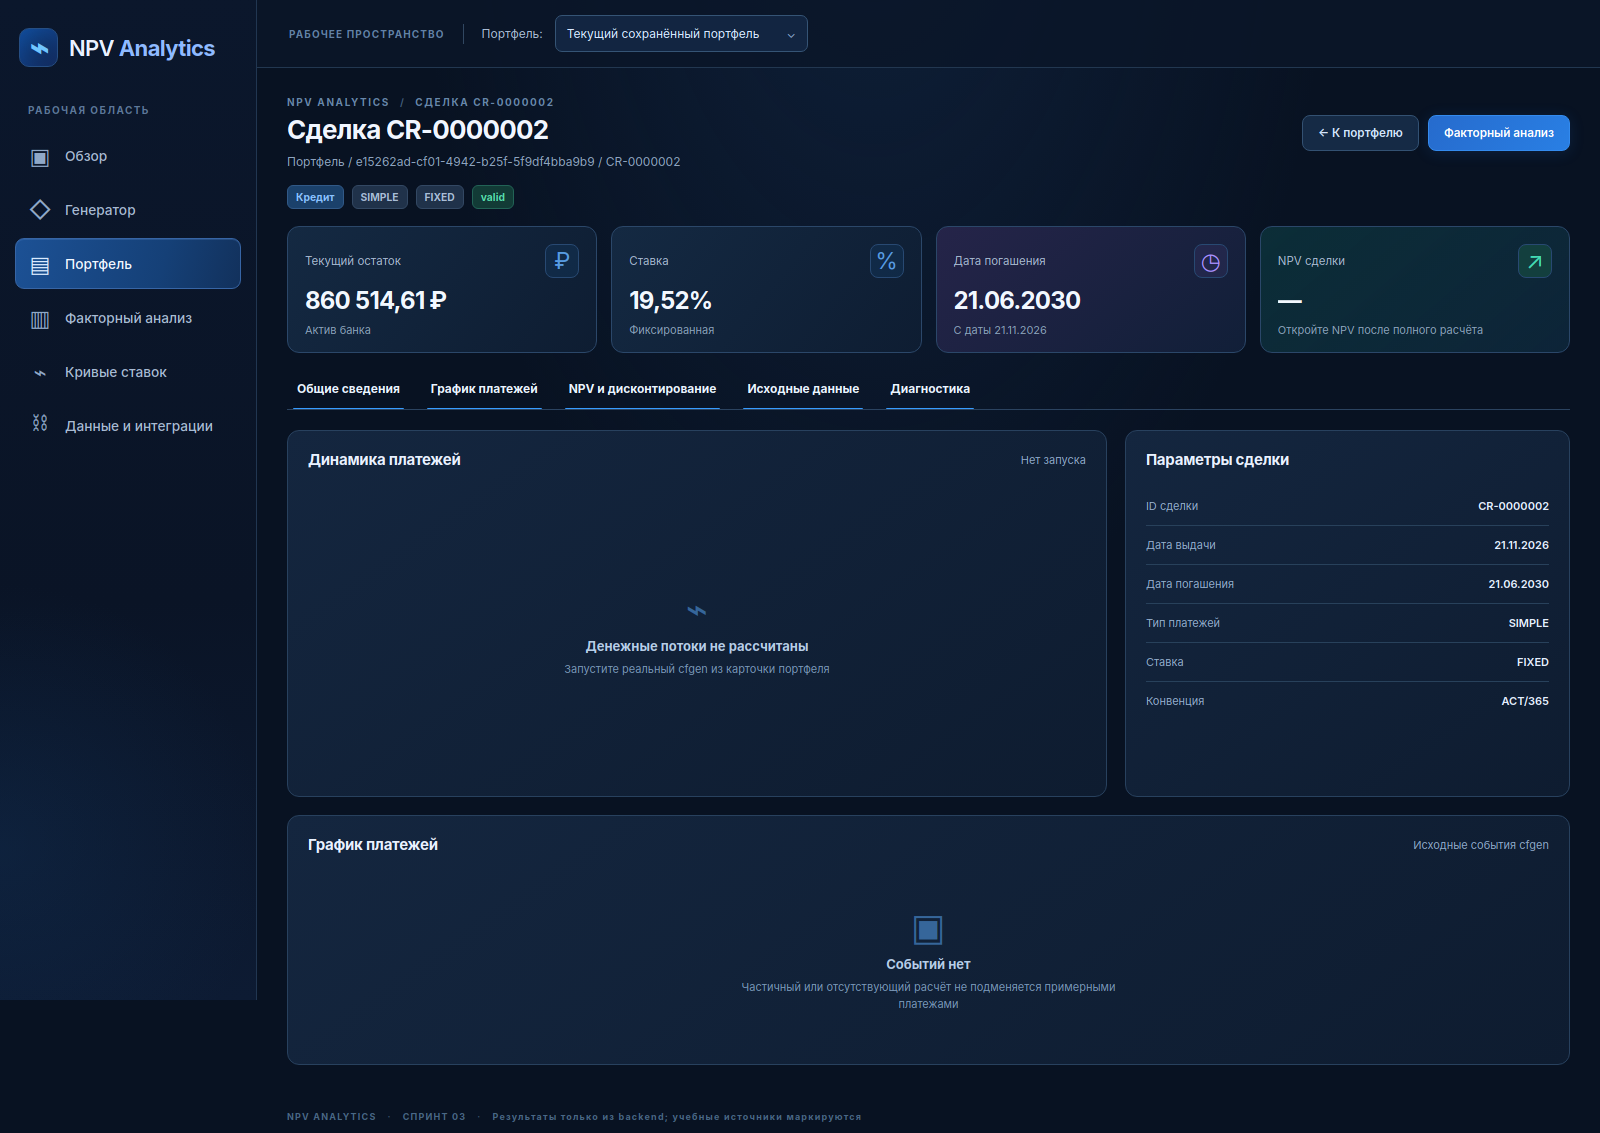 NPV Analytics
РАБОЧАЯ ОБЛАСТЬ
Обзор
Генератор
Портфель
Факторный анализ
Кривые ставок
Данные и интеграции
РАБОЧЕЕ ПРОСТРАНСТВО
Портфель:
Текущий сохранённый портфель
NPV ANALYTICS / СДЕЛКА CR-0000002
Сделка CR-0000002
Портфель / e15262ad-cf01-4942-b25f-5f9df4bba9b9 / CR-0000002
← К портфелю
Факторный анализ
Кредит
SIMPLE
FIXED
valid
Текущий остаток
₽
860 514,61 ₽
Актив банка
Ставка
%
19,52%
Фиксированная
Дата погашения
21.06.2030
С даты 21.11.2026
NPV сделки
—
Откройте NPV после полного расчёта
Общие сведения
График платежей
NPV и дисконтирование
Исходные данные
Диагностика
Динамика платежей
Нет запуска
Денежные потоки не рассчитаны
Запустите реальный cfgen из карточки портфеля
Параметры сделки
ID сделки CR-0000002
Дата выдачи 21.11.2026
Дата погашения 21.06.2030
Тип платежей SIMPLE
Ставка FIXED
Конвенция ACT/365
График платежей
Исходные события cfgen
Событий нет
Частичный или отсутствующий расчёт не подменяется примерными
платежами
NPV ANALYTICS · СПРИНТ 03 · Результаты только из backend; учебные источники маркируются